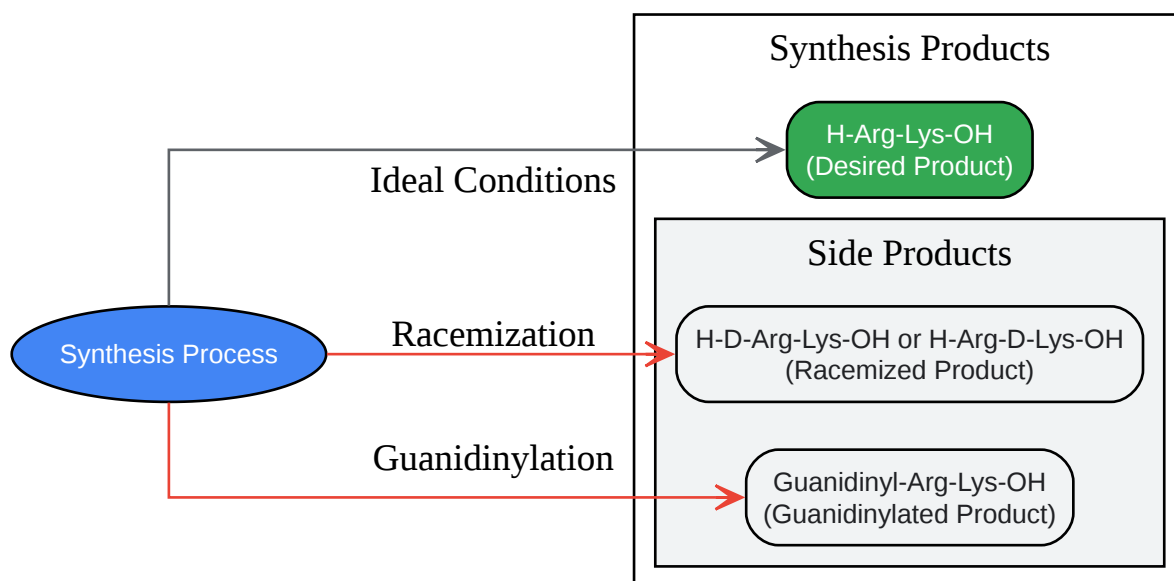 Synthesis Products
H-Arg-Lys-OH
(Desired Product)
Ideal Conditions
Side Products
Racemization
H-D-Arg-Lys-OH or H-Arg-D-Lys-OH
(Racemized Product)
Synthesis Process
Guanidinylation
Guanidinyl-Arg-Lys-OH
(Guanidinylated Product)